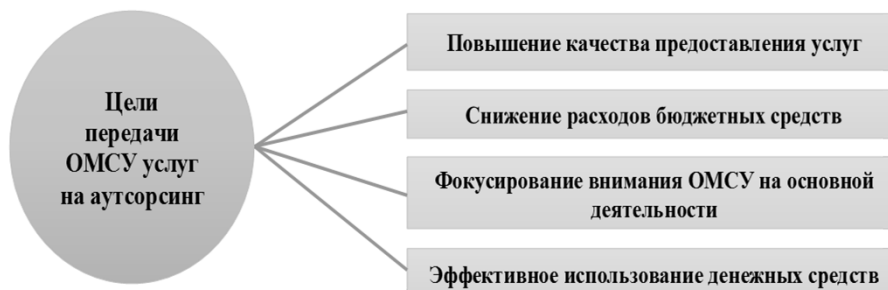 Цели
передачи
ОМСУ услуг
на аутсорсинг
Повышение качества предоставления услуг
Снижение расходов бюджетных средств
Фокусирование внимания ОМСУ на основной
деятельности
Эффективное использование денежных средств